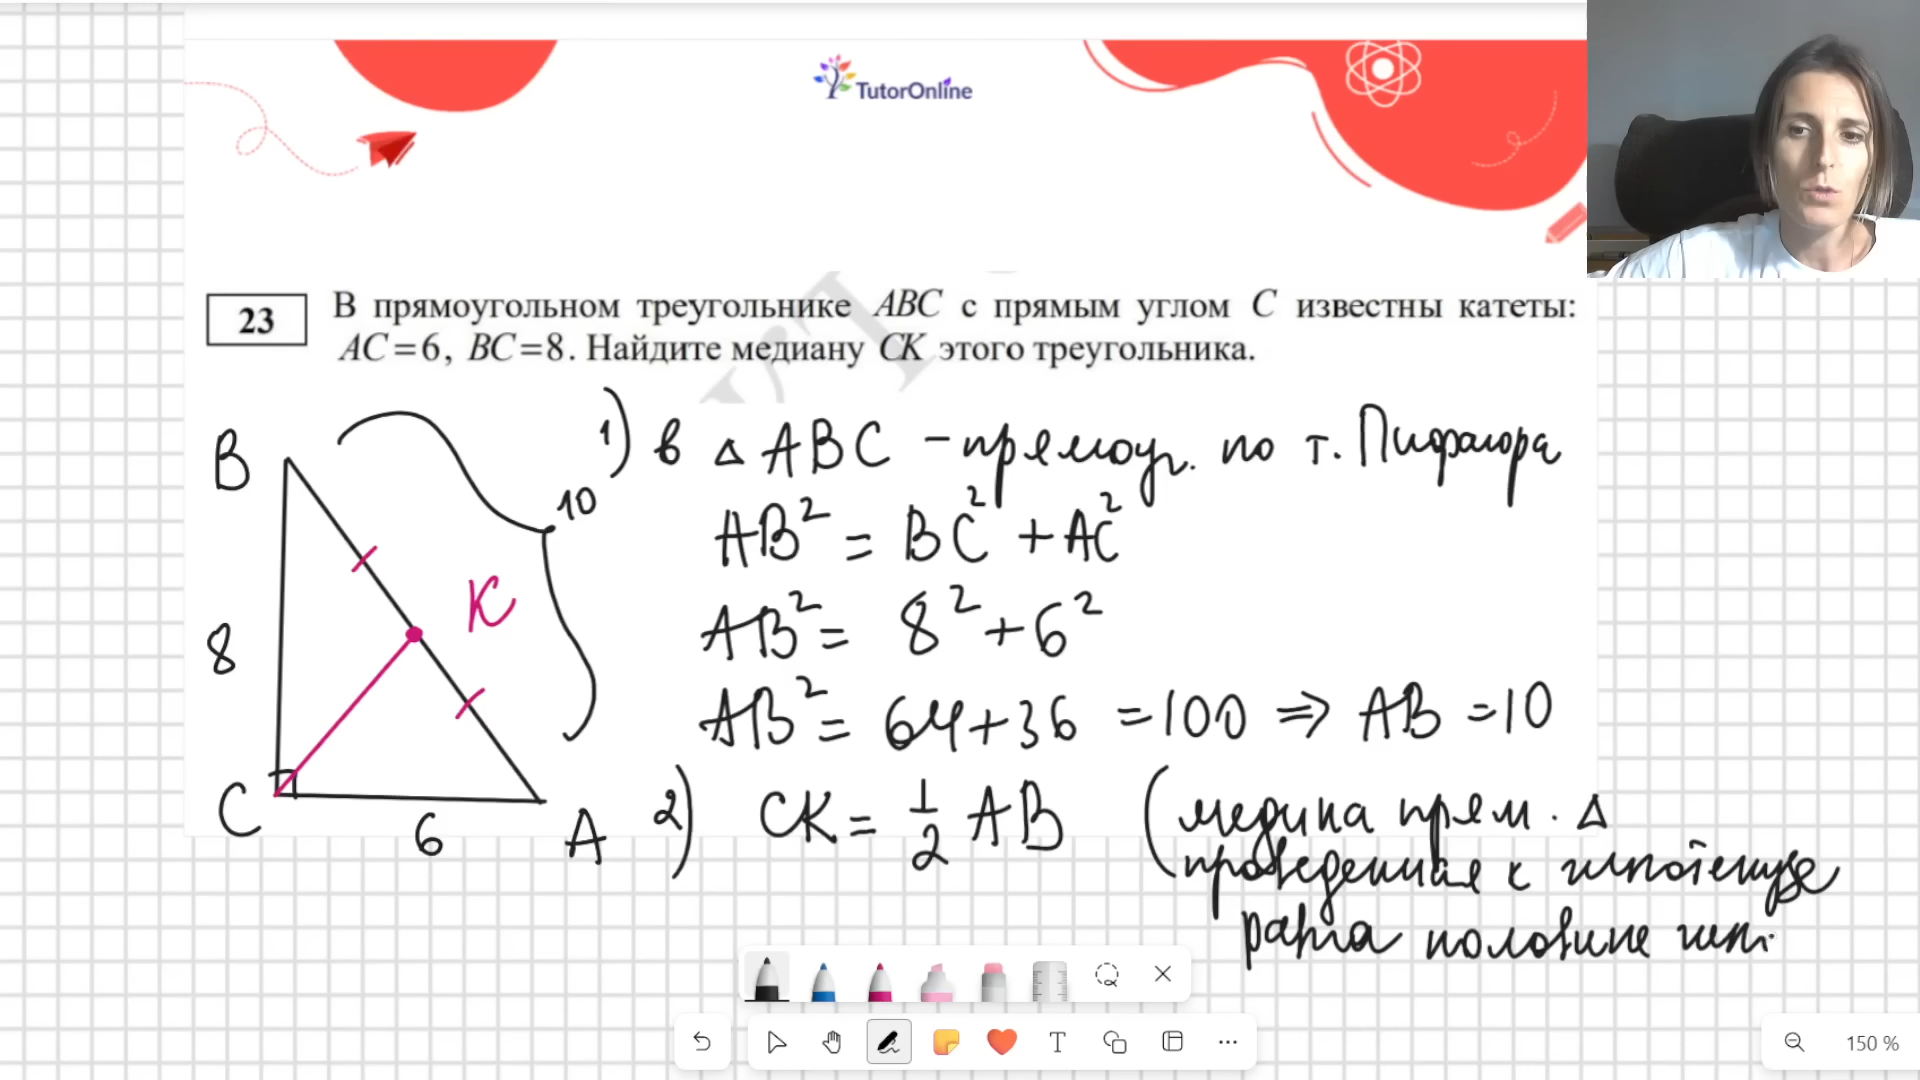 TutorOnline
23
В прямоугольном треугольнике ABC с прямым углом C известны катеты:
AC=6, BC=8. Найдите медиану CK этого треугольника.
B
10
K
8
C
6
A
1) в △ ABC – прямоуг. по т. Пифагора
AB² = BC² + AC²
AB² = 8² + 6²
AB² = 64+36 = 100 ⇒ AB = 10
2) CK = 1/2 AB (медина прям. △
проведенная к гипотенузе
равна половине гип.
T
150 %